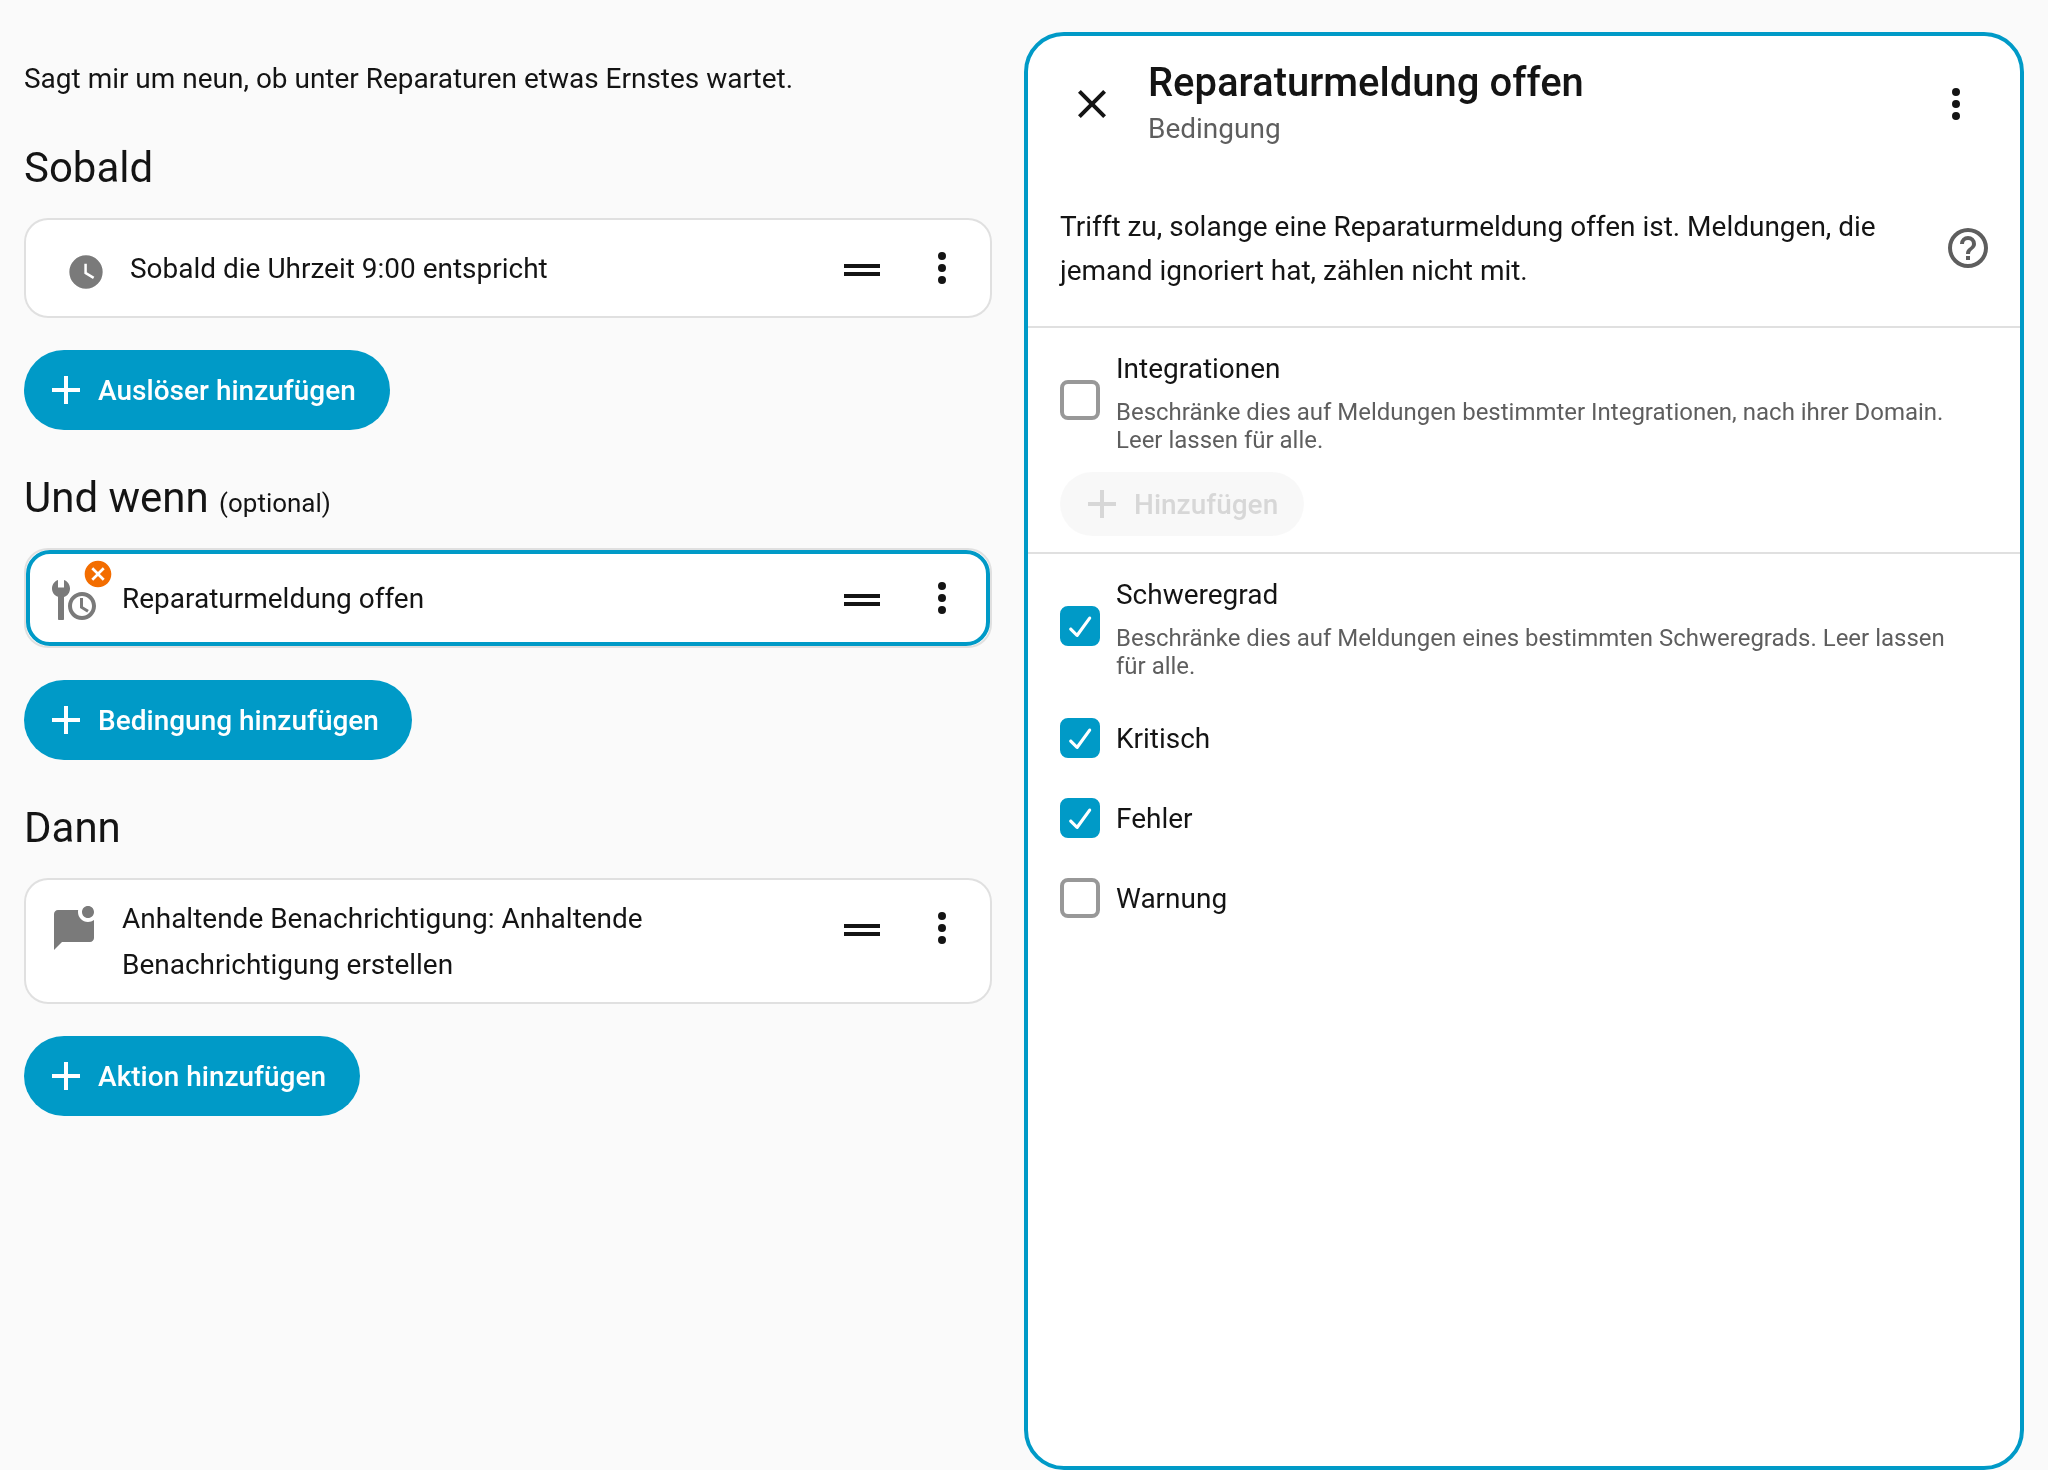 Sagt mir um neun, ob unter Reparaturen etwas Ernstes wartet.
Sobald
Sobald die Uhrzeit 9:00 entspricht
Auslöser hinzufügen
Und wenn (optional)
Reparaturmeldung offen
Bedingung hinzufügen
Dann
Anhaltende Benachrichtigung: Anhaltende
Benachrichtigung erstellen
Aktion hinzufügen
Reparaturmeldung offen
Bedingung
Trifft zu, solange eine Reparaturmeldung offen ist. Meldungen, die
jemand ignoriert hat, zählen nicht mit.
Integrationen
Beschränke dies auf Meldungen bestimmter Integrationen, nach ihrer Domain.
Leer lassen für alle.
Hinzufügen
Schweregrad
Beschränke dies auf Meldungen eines bestimmten Schweregrads. Leer lassen
für alle.
Kritisch
Fehler
Warnung